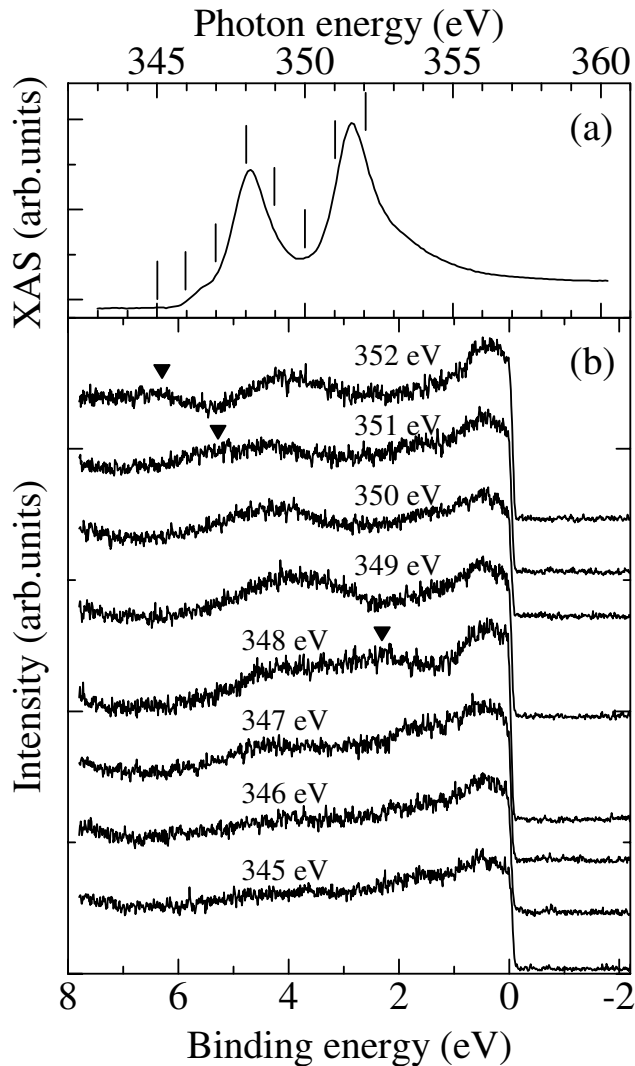 Photon energy (eV)
345 350 355 360
XAS (arb.units)
(a)
Intensity (arb.units)
(b)
352 eV
351 eV
350 eV
349 eV
348 eV
347 eV
346 eV
345 eV
8 6 4 2 0 -2
Binding energy (eV)